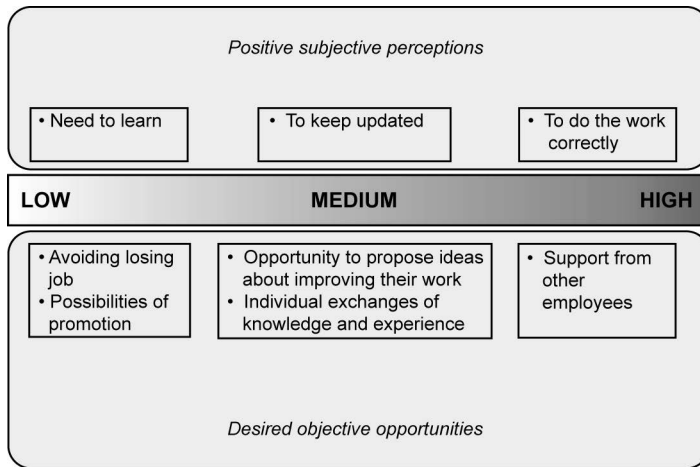 Positive subjective perceptions
• Need to learn
• To keep updated
• To do the work
correctly
LOW MEDIUM HIGH
• Avoiding losing
job
• Possibilities of
promotion
• Opportunity to propose ideas
about improving their work
• Individual exchanges of
knowledge and experience
• Support from
other
employees
Desired objective opportunities